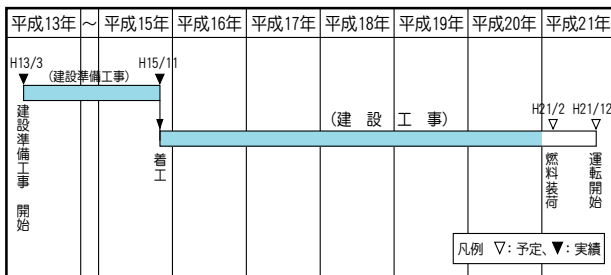 平成13年 ～ 平成15年 平成16年 平成17年 平成18年 平成19年 平成20年 平成21年
H13/3 H15/11
(建設準備工事)
建設準備工事 開始
着工
(建 設 工 事)
H21/2 H21/12
燃料装荷
運転開始
凡例 ▽:予定、▼:実績